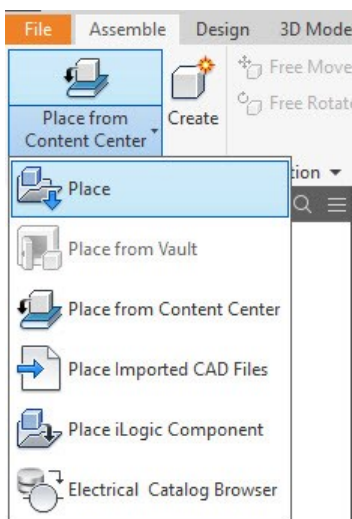 File Assemble Design 3D Mode
Place from
Content Center
Create
Free Move
Free Rotate
tion
Place
Place from Vault
Place from Content Center
Place Imported CAD Files
Place iLogic Component
Electrical Catalog Browser